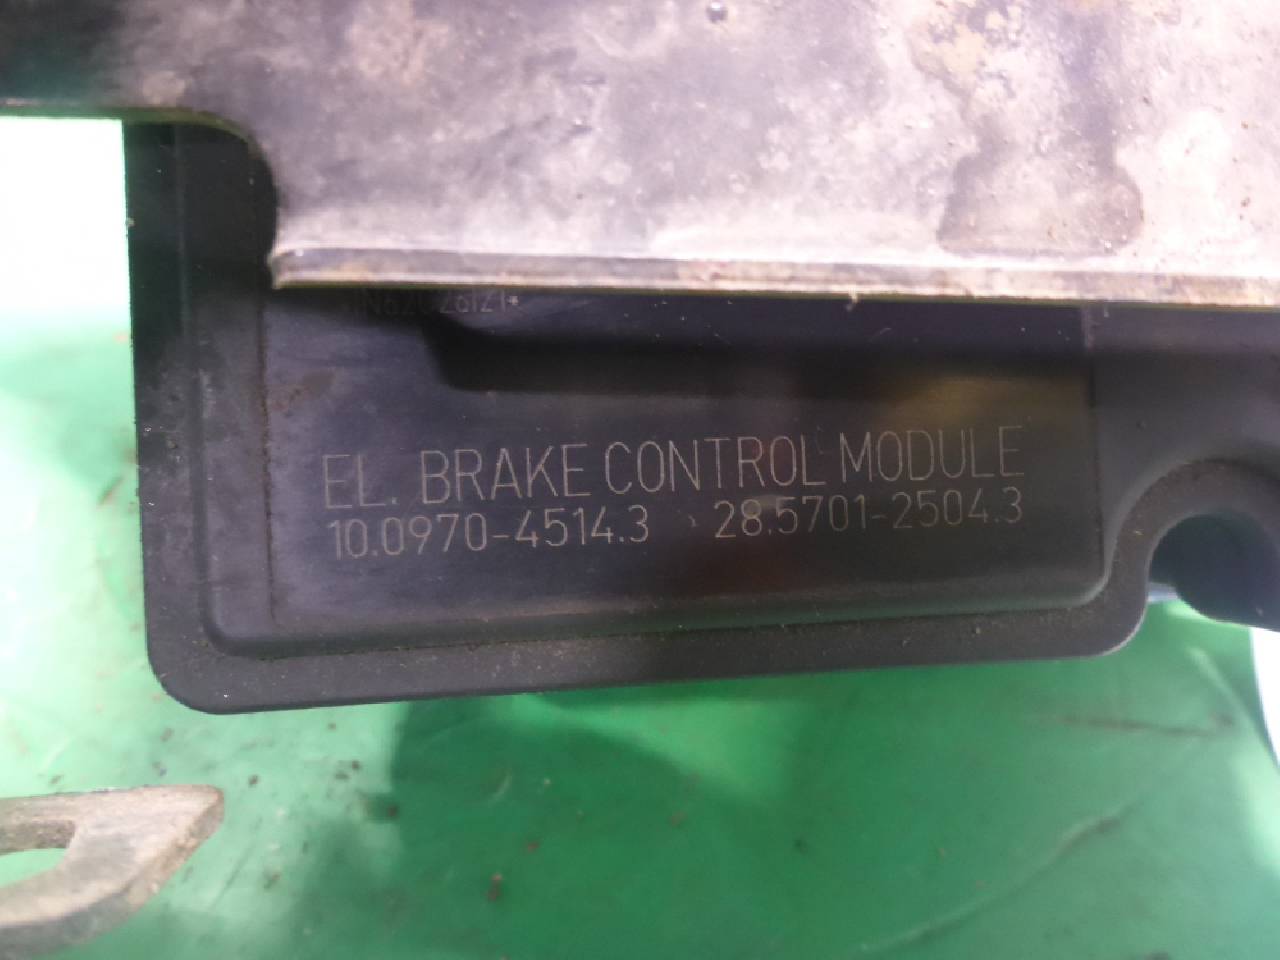 EL. BRAKE CONTROL MODULE
10.0970-4514.3 28.5701-2504.3